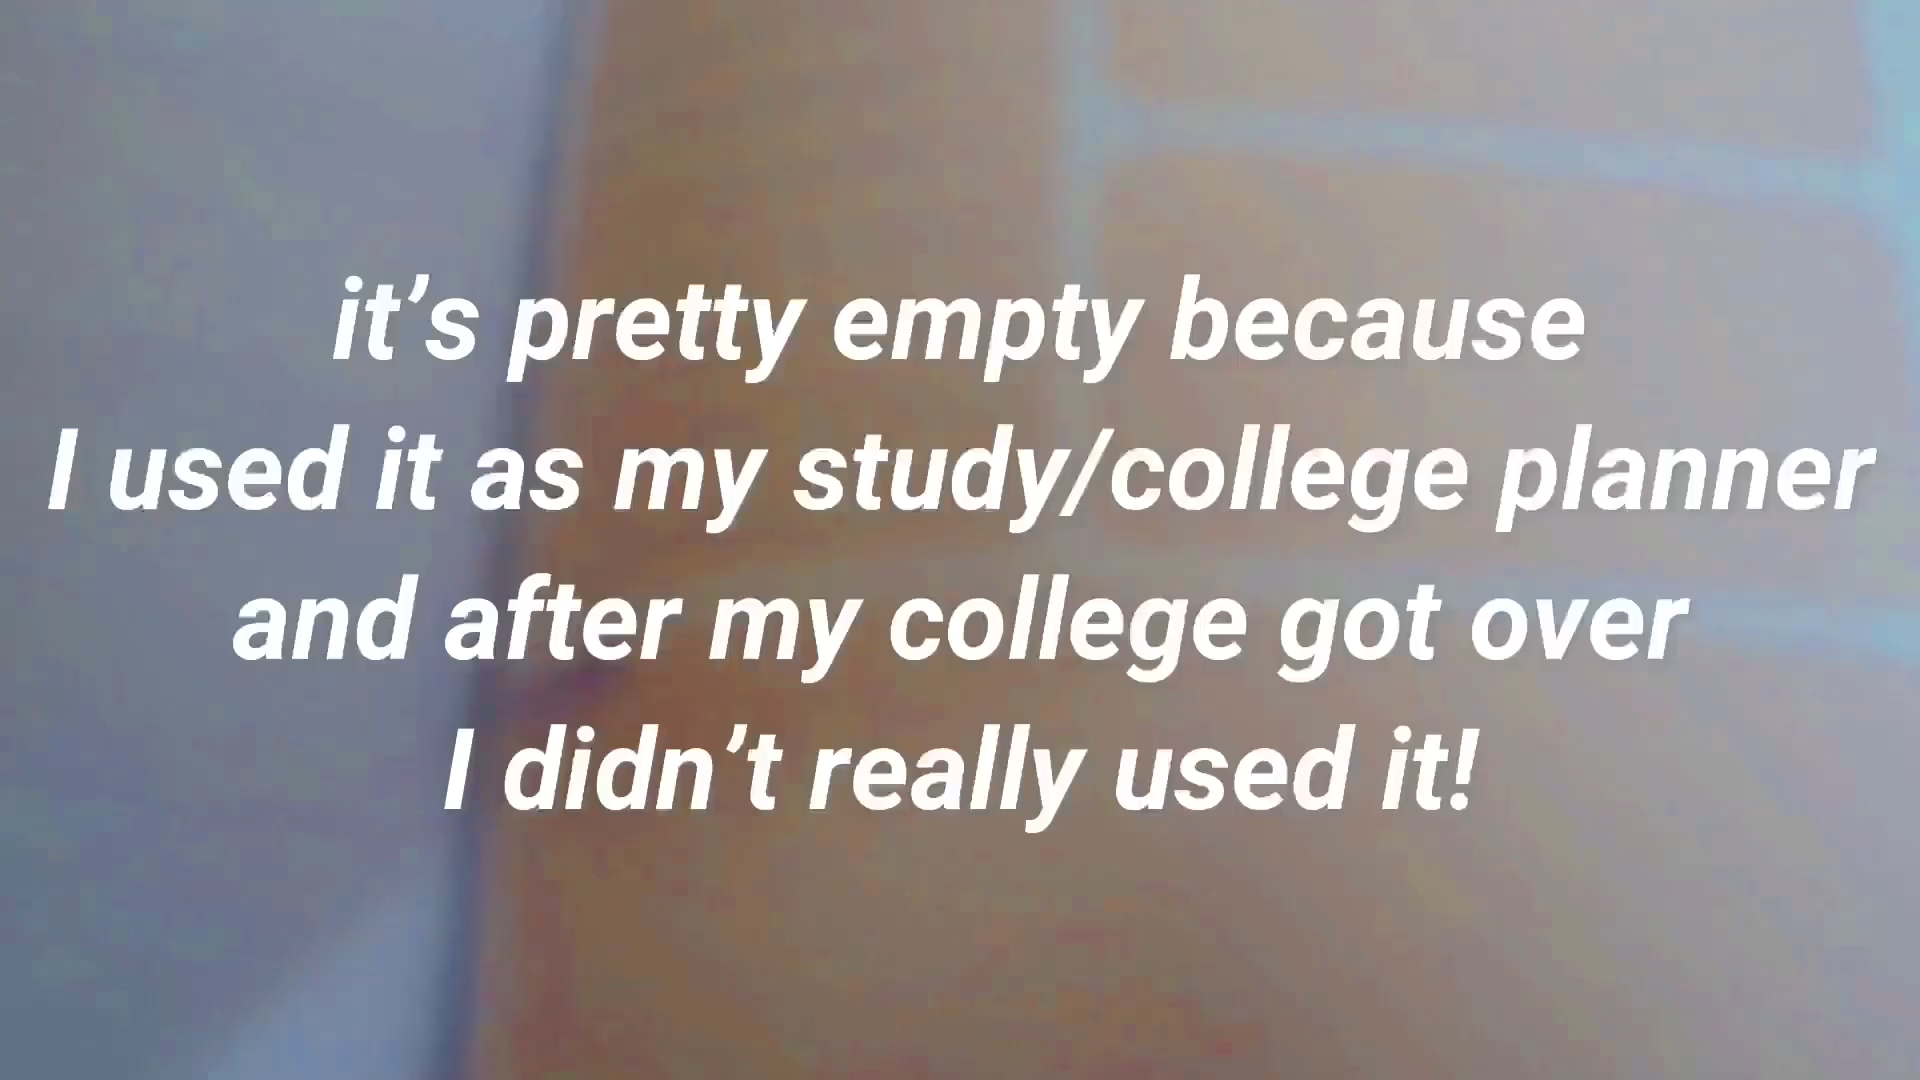 it’s pretty empty because
I used it as my study/college planner
and after my college got over
I didn’t really used it!